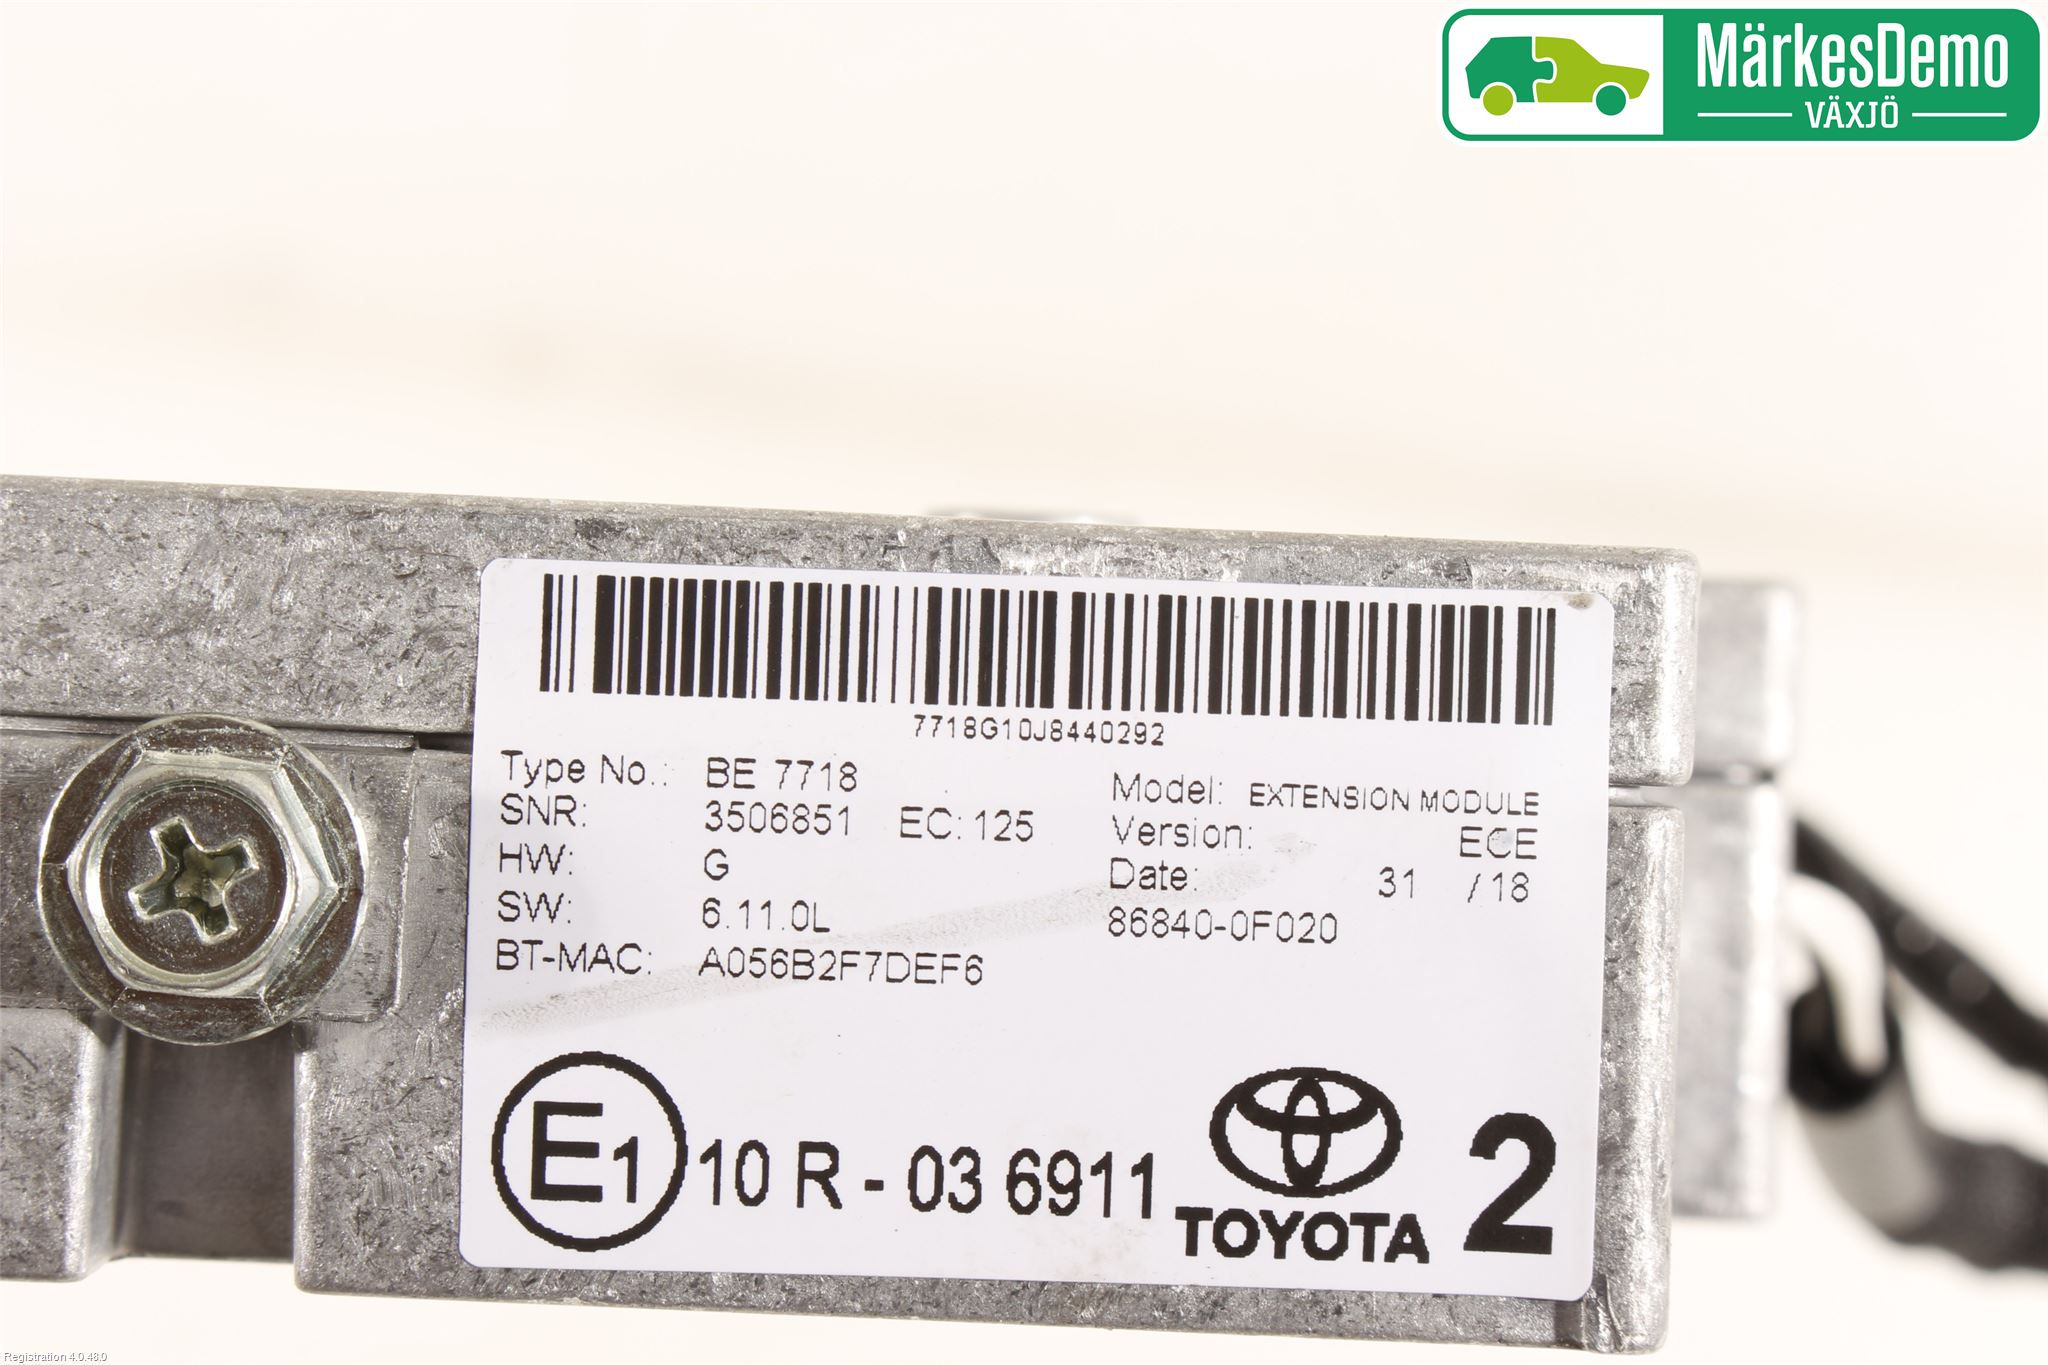 MärkesDemo
VÄXJÖ
7718G10J8440292
Type No.: BE 7718
SNR: 3506851 EC: 125
HW: G
SW: 6.11.0L
BT-MAC: A056B2F7DEF6
Model: EXTENSION MODULE
Version: ECE
Date: 31 /18
86840-0F020
E1 10 R - 03 6911
TOYOTA 2
Registration 4.0.48.0